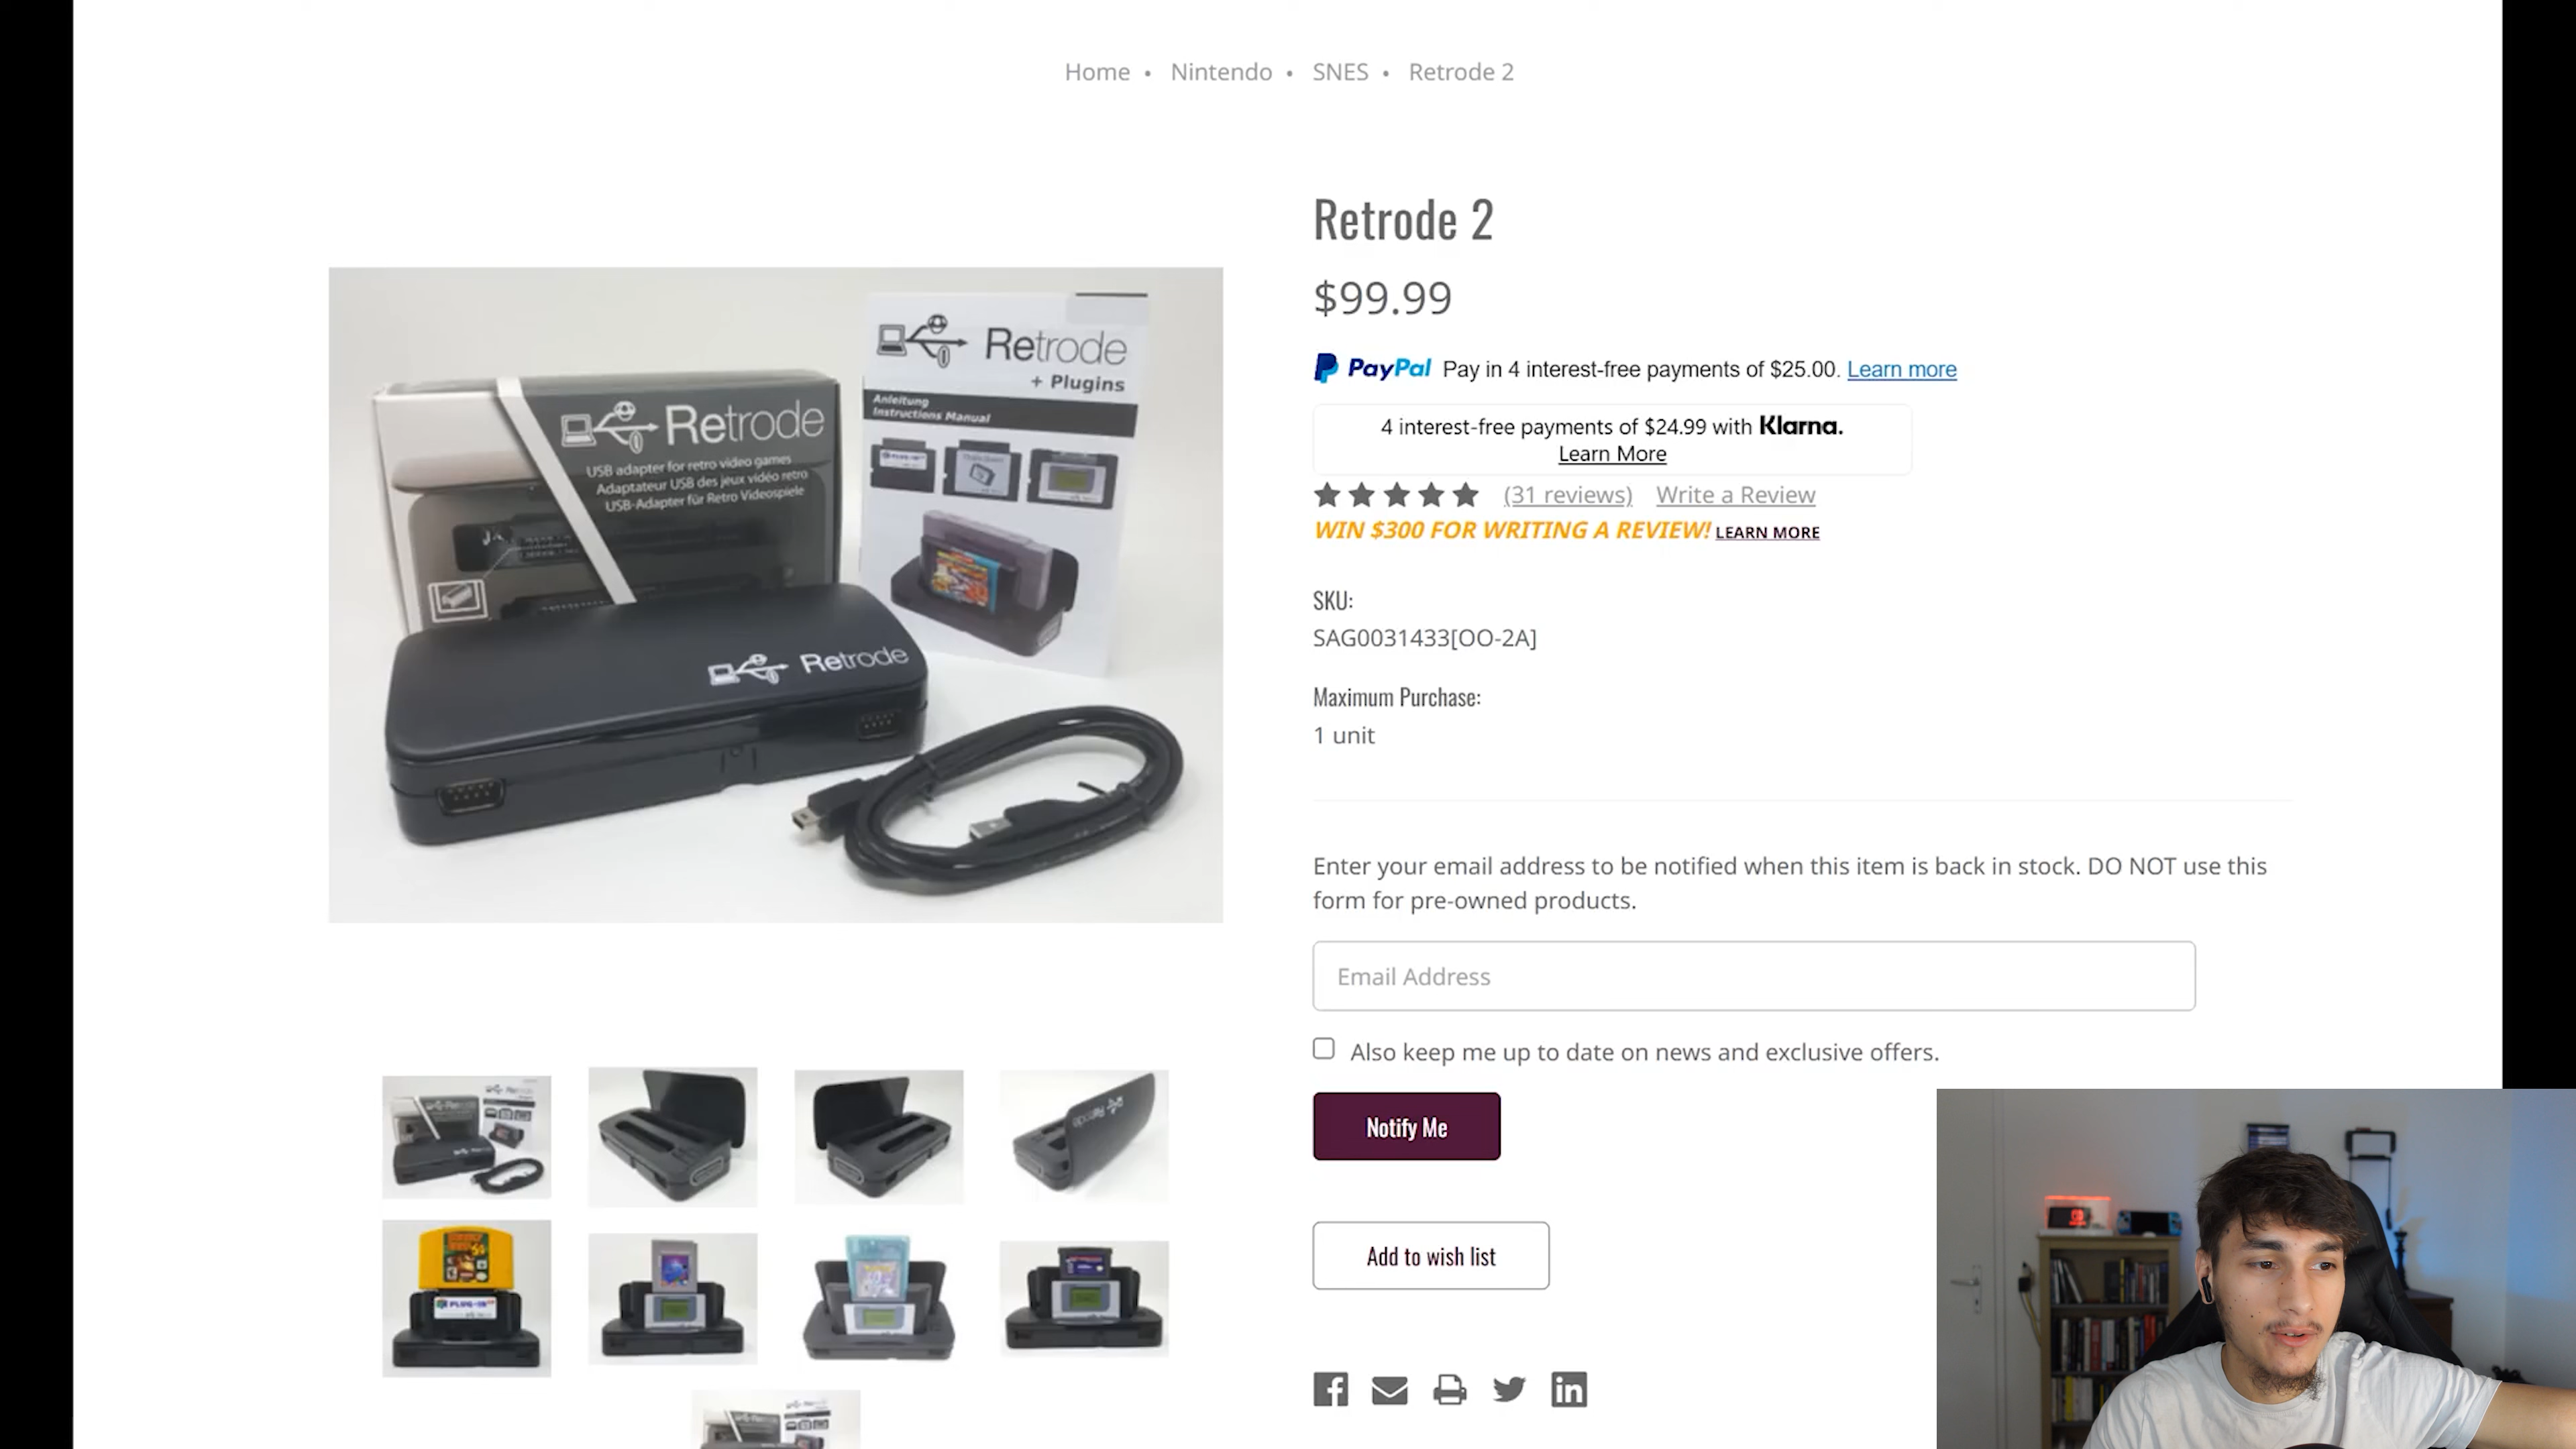 Home • Nintendo • SNES • Retrode 2
Retrode 2
$99.99
PayPal Pay in 4 interest-free payments of $25.00. Learn more
4 interest-free payments of $24.99 with Klarna.
Learn More
(31 reviews) Write a Review
WIN $300 FOR WRITING A REVIEW! LEARN MORE
SKU:
SAG0031433[OO-2A]
Maximum Purchase:
1 unit
Enter your email address to be notified when this item is back in stock. DO NOT use this
form for pre-owned products.
Email Address
Also keep me up to date on news and exclusive offers.
Notify Me
Add to wish list
Retrode
+ Plugins
Anleitung
Instructions Manual
Retrode
USB adapter for retro video games
Adaptateur USB des jeux vidéo retro
USB-Adapter für Retro Videospiele
Retrode
PLUG-IN